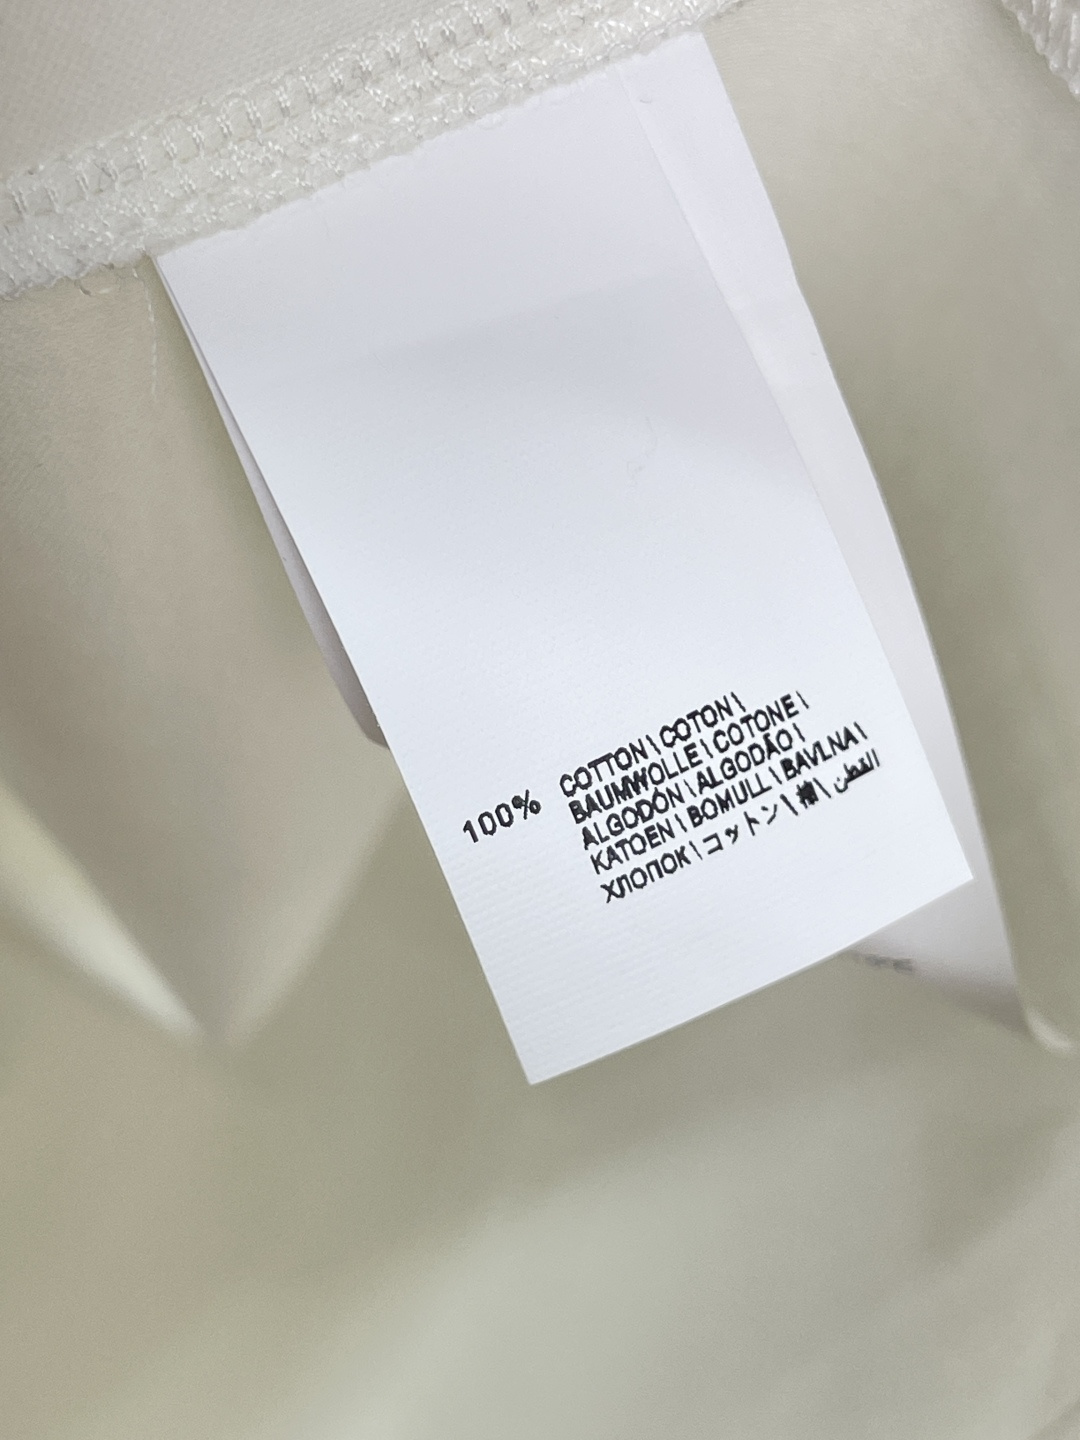 100% COTTON \ COTON \
BAUMWOLLE \ COTONE \
ALGODÓN \ ALGODÃO \
KATOEN \ BOMULL \ BAVLNA \
ХЛОПОК \ コットン \ 棉 \ القطن